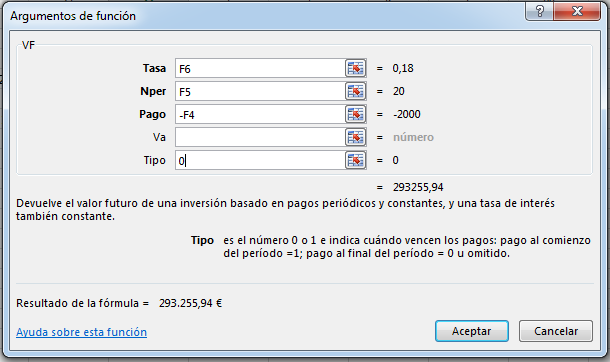 Argumentos de función
VF
Tasa F6 = 0,18
Nper F5 = 20
Pago -F4 = -2000
Va = número
Tipo 0 = 0
= 293255,94
Devuelve el valor futuro de una inversión basado en pagos periódicos y constantes, y una tasa de interés
también constante.
Tipo es el número 0 o 1 e indica cuándo vencen los pagos: pago al comienzo
del período =1; pago al final del período = 0 u omitido.
Resultado de la fórmula = 293.255,94 €
Ayuda sobre esta función
Aceptar
Cancelar